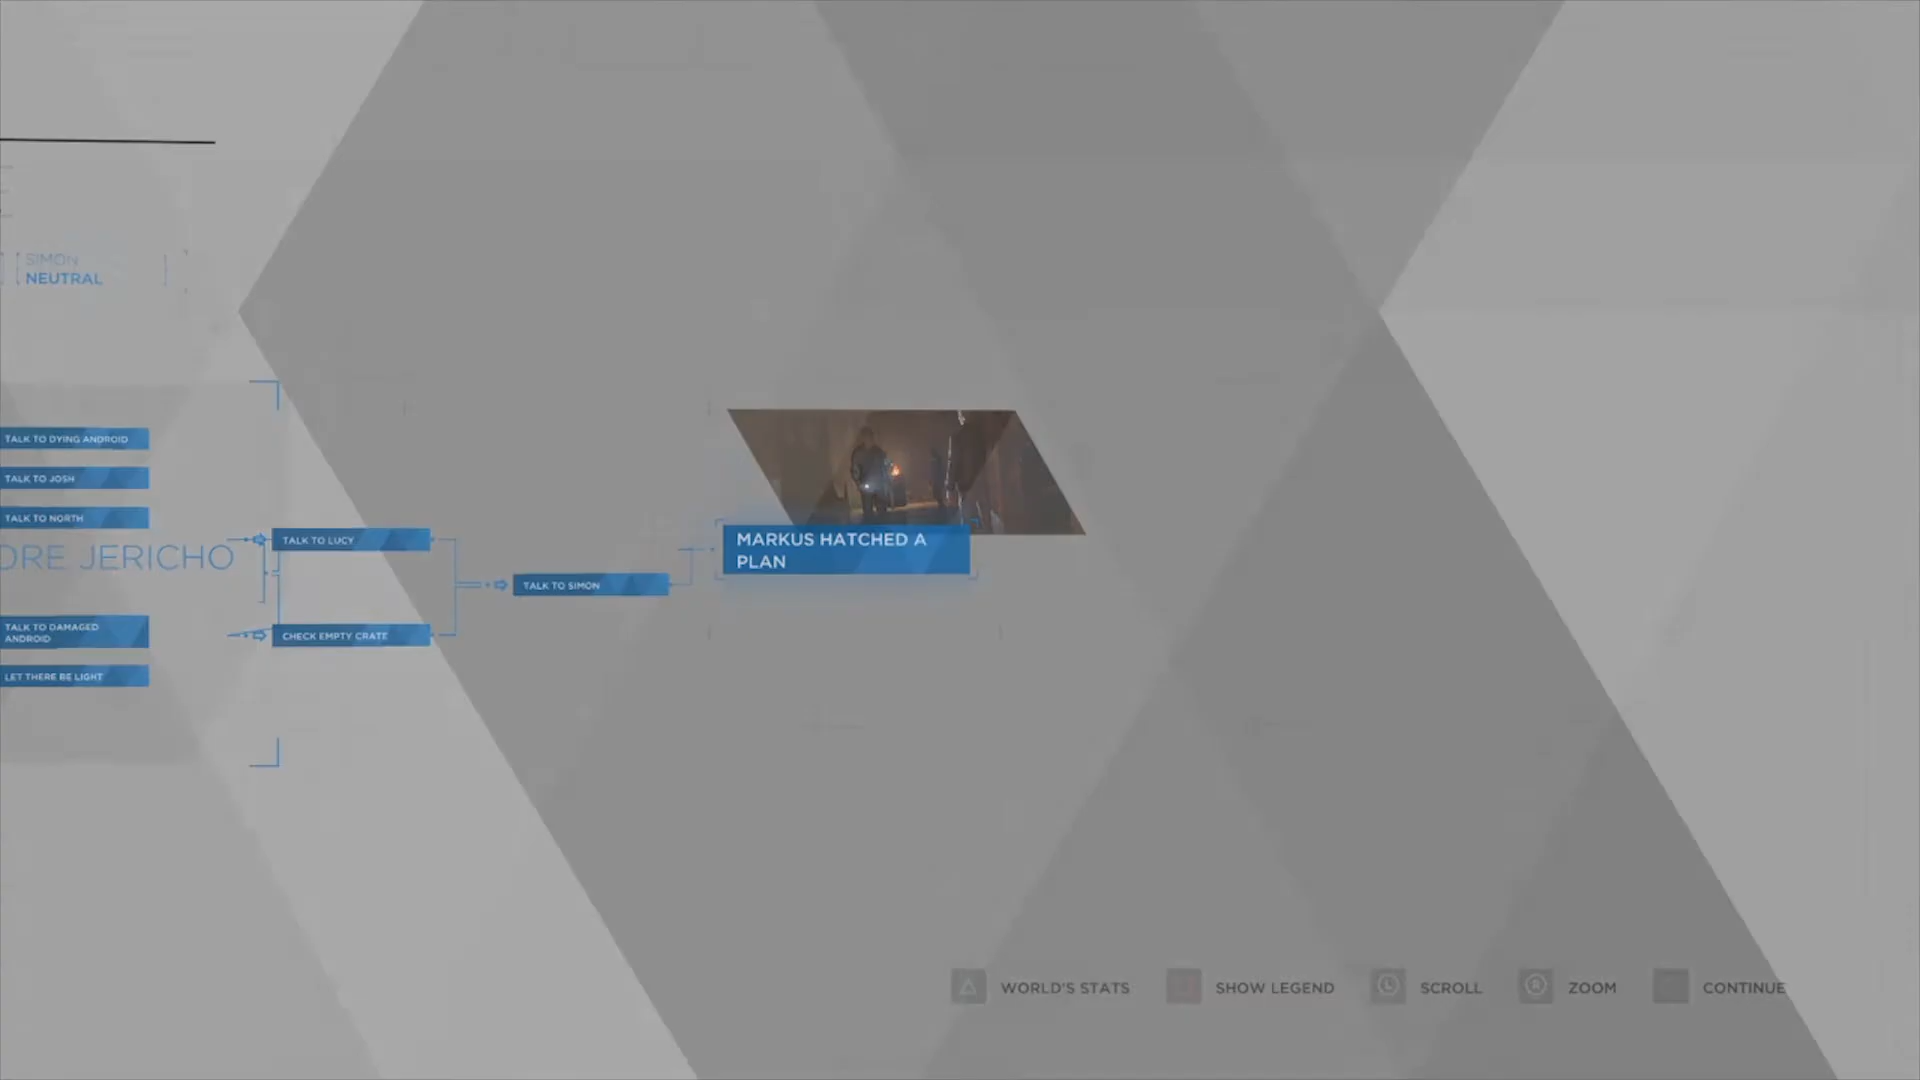 SIMON
NEUTRAL
TALK TO DYING ANDROID
TALK TO JOSH
TALK TO NORTH
ORE JERICHO
TALK TO DAMAGED
ANDROID
LET THERE BE LIGHT
TALK TO LUCY
CHECK EMPTY CRATE
TALK TO SIMON
MARKUS HATCHED A
PLAN
WORLD'S STATS
SHOW LEGEND
L
SCROLL
R
ZOOM
CONTINUE